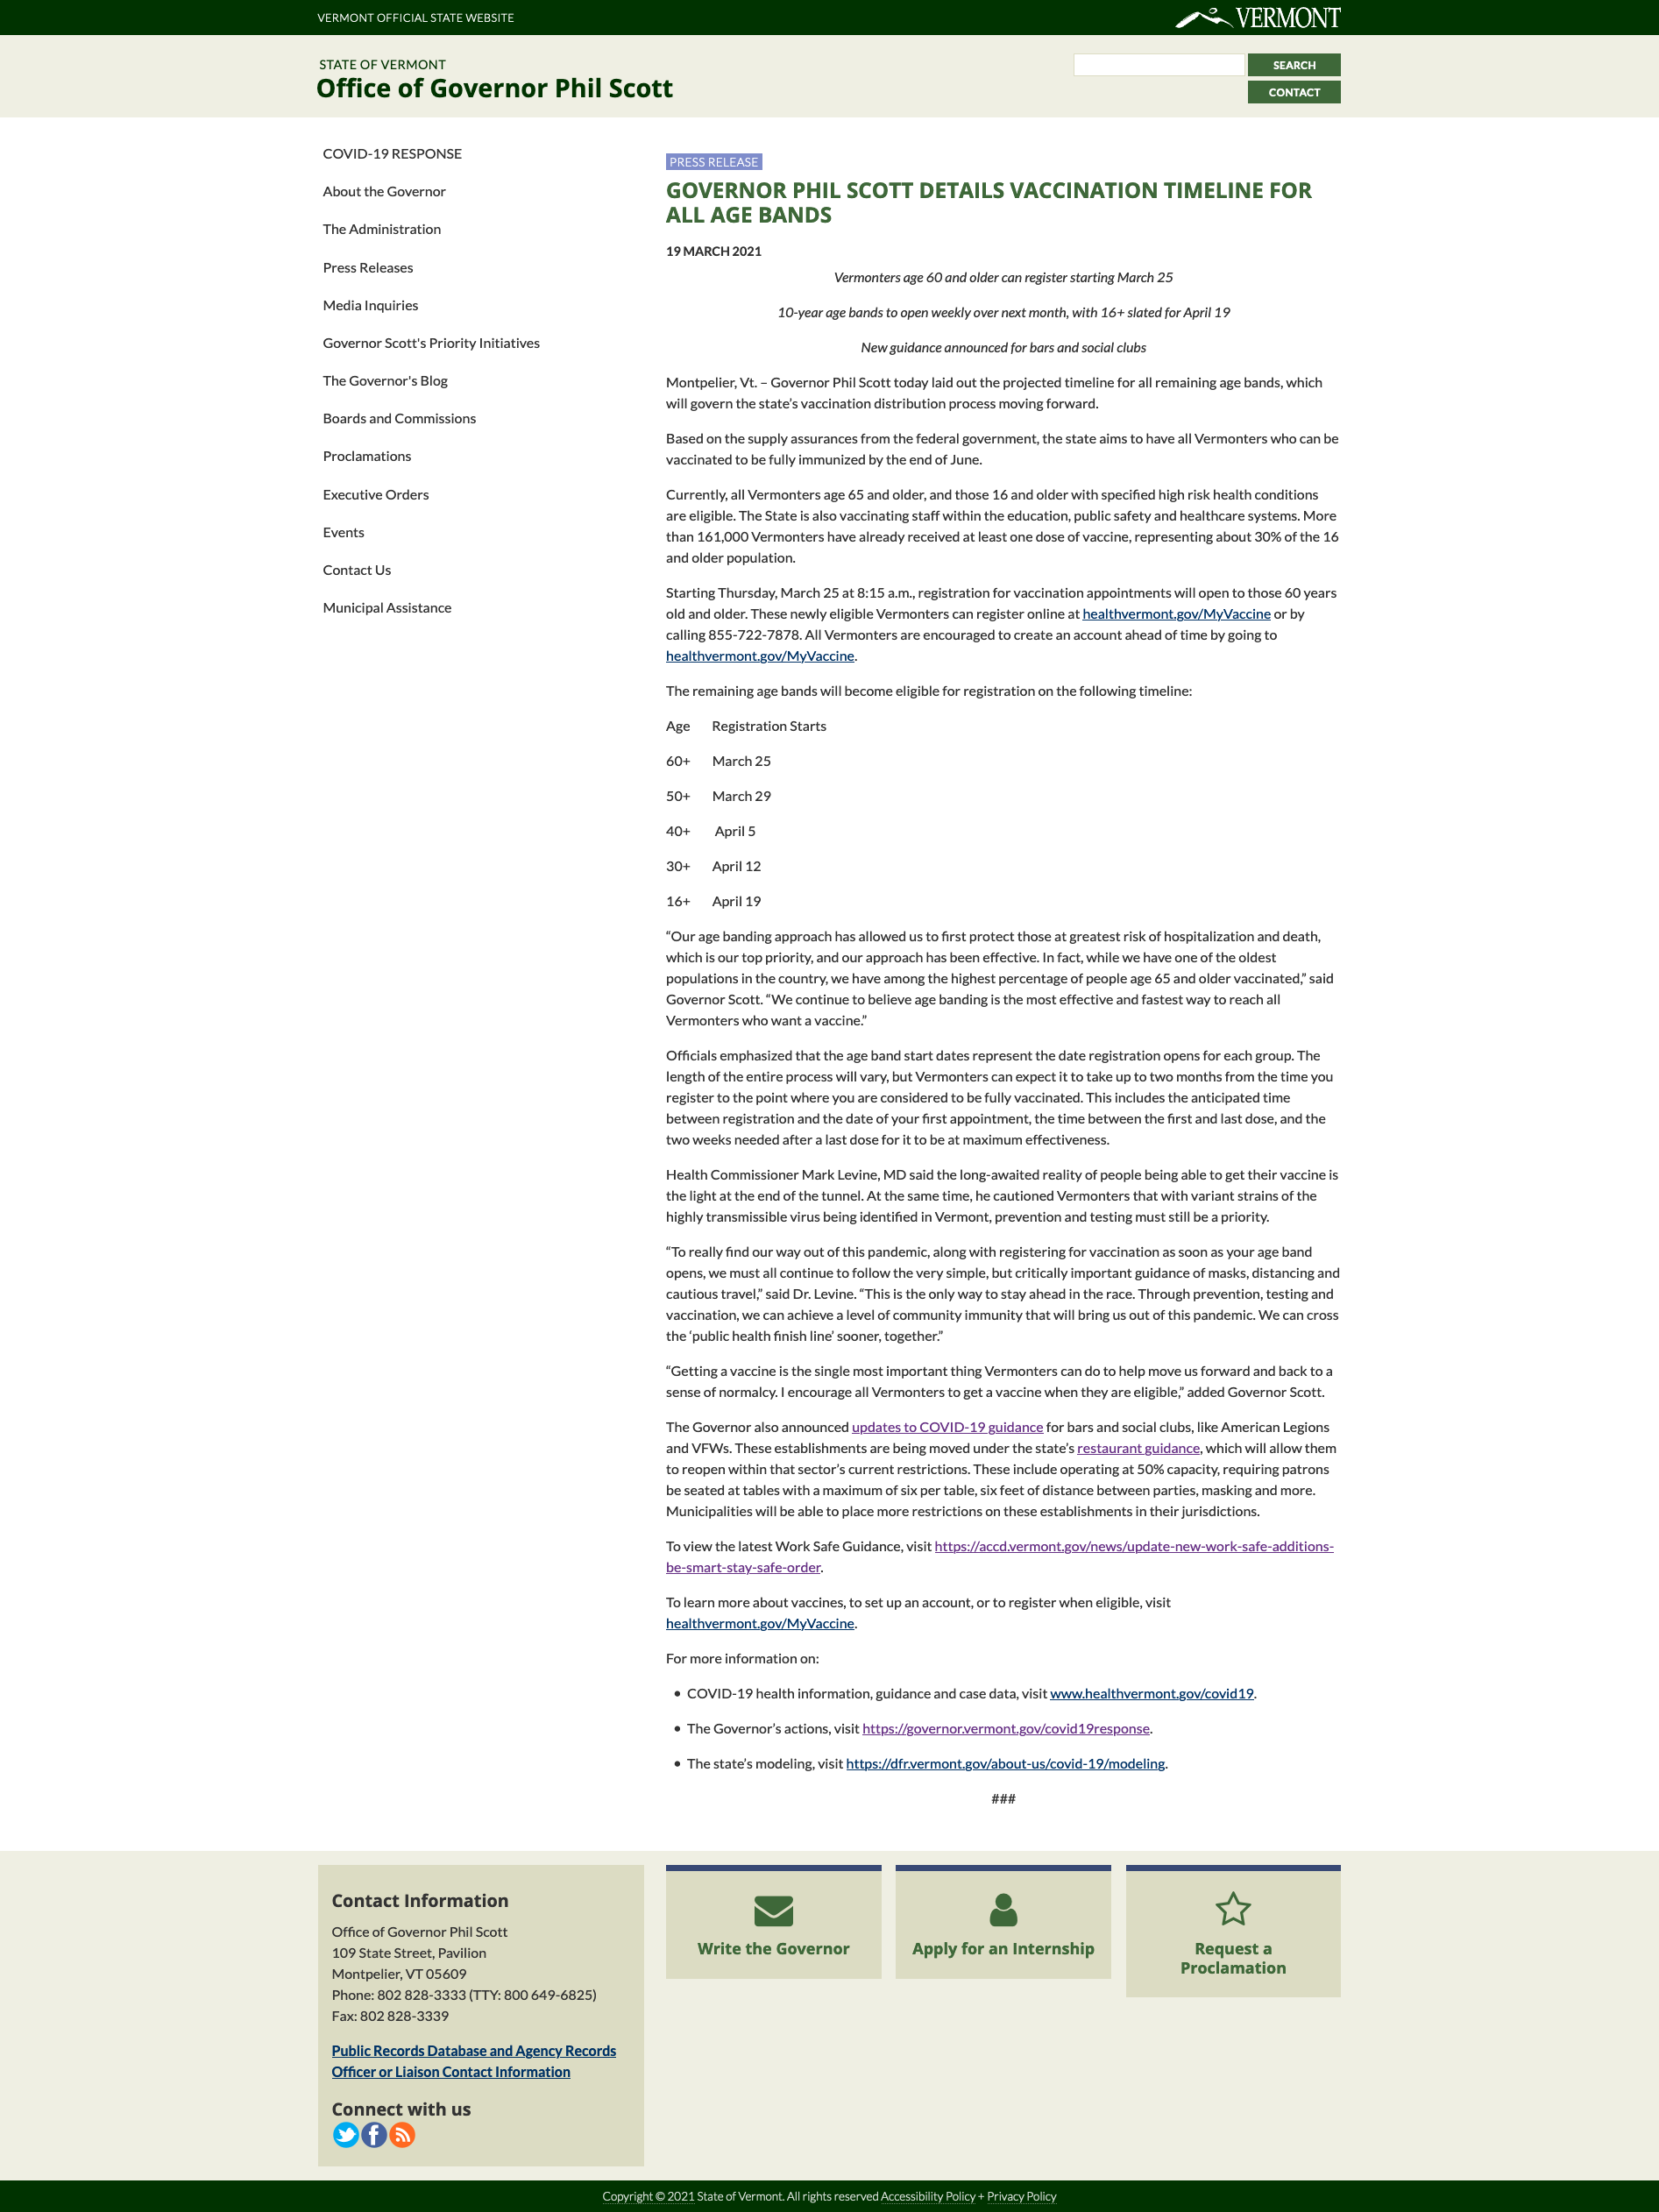 VERMONT OFFICIAL STATE WEBSITE
VERMONT
STATE OF VERMONT
Office of Governor Phil Scott
SEARCH
CONTACT
COVID-19 RESPONSE
About the Governor
The Administration
Press Releases
Media Inquiries
Governor Scott's Priority Initiatives
The Governor's Blog
Boards and Commissions
Proclamations
Executive Orders
Events
Contact Us
Municipal Assistance
PRESS RELEASE
GOVERNOR PHIL SCOTT DETAILS VACCINATION TIMELINE FOR
ALL AGE BANDS
19 MARCH 2021
Vermonters age 60 and older can register starting March 25
10-year age bands to open weekly over next month, with 16+ slated for April 19
New guidance announced for bars and social clubs
Montpelier, Vt. – Governor Phil Scott today laid out the projected timeline for all remaining age bands, which
will govern the state’s vaccination distribution process moving forward.
Based on the supply assurances from the federal government, the state aims to have all Vermonters who can be
vaccinated to be fully immunized by the end of June.
Currently, all Vermonters age 65 and older, and those 16 and older with specified high risk health conditions
are eligible. The State is also vaccinating staff within the education, public safety and healthcare systems. More
than 161,000 Vermonters have already received at least one dose of vaccine, representing about 30% of the 16
and older population.
Starting Thursday, March 25 at 8:15 a.m., registration for vaccination appointments will open to those 60 years
old and older. These newly eligible Vermonters can register online at healthvermont.gov/MyVaccine or by
calling 855-722-7878. All Vermonters are encouraged to create an account ahead of time by going to
healthvermont.gov/MyVaccine.
The remaining age bands will become eligible for registration on the following timeline:
Age Registration Starts
60+ March 25
50+ March 29
40+ April 5
30+ April 12
16+ April 19
“Our age banding approach has allowed us to first protect those at greatest risk of hospitalization and death,
which is our top priority, and our approach has been effective. In fact, while we have one of the oldest
populations in the country, we have among the highest percentage of people age 65 and older vaccinated,” said
Governor Scott. “We continue to believe age banding is the most effective and fastest way to reach all
Vermonters who want a vaccine.”
Officials emphasized that the age band start dates represent the date registration opens for each group. The
length of the entire process will vary, but Vermonters can expect it to take up to two months from the time you
register to the point where you are considered to be fully vaccinated. This includes the anticipated time
between registration and the date of your first appointment, the time between the first and last dose, and the
two weeks needed after a last dose for it to be at maximum effectiveness.
Health Commissioner Mark Levine, MD said the long-awaited reality of people being able to get their vaccine is
the light at the end of the tunnel. At the same time, he cautioned Vermonters that with variant strains of the
highly transmissible virus being identified in Vermont, prevention and testing must still be a priority.
“To really find our way out of this pandemic, along with registering for vaccination as soon as your age band
opens, we must all continue to follow the very simple, but critically important guidance of masks, distancing and
cautious travel,” said Dr. Levine. “This is the only way to stay ahead in the race. Through prevention, testing and
vaccination, we can achieve a level of community immunity that will bring us out of this pandemic. We can cross
the ‘public health finish line’ sooner, together.”
“Getting a vaccine is the single most important thing Vermonters can do to help move us forward and back to a
sense of normalcy. I encourage all Vermonters to get a vaccine when they are eligible,” added Governor Scott.
The Governor also announced updates to COVID-19 guidance for bars and social clubs, like American Legions
and VFWs. These establishments are being moved under the state’s restaurant guidance, which will allow them
to reopen within that sector’s current restrictions. These include operating at 50% capacity, requiring patrons
be seated at tables with a maximum of six per table, six feet of distance between parties, masking and more.
Municipalities will be able to place more restrictions on these establishments in their jurisdictions.
To view the latest Work Safe Guidance, visit https://accd.vermont.gov/news/update-new-work-safe-additions-
be-smart-stay-safe-order.
To learn more about vaccines, to set up an account, or to register when eligible, visit
healthvermont.gov/MyVaccine.
For more information on:
• COVID-19 health information, guidance and case data, visit www.healthvermont.gov/covid19.
• The Governor’s actions, visit https://governor.vermont.gov/covid19response.
• The state’s modeling, visit https://dfr.vermont.gov/about-us/covid-19/modeling.
###
Contact Information
Office of Governor Phil Scott
109 State Street, Pavilion
Montpelier, VT 05609
Phone: 802 828-3333 (TTY: 800 649-6825)
Fax: 802 828-3339
Public Records Database and Agency Records
Officer or Liaison Contact Information
Connect with us
Write the Governor
Apply for an Internship
Request a
Proclamation
Copyright © 2021 State of Vermont. All rights reserved Accessibility Policy + Privacy Policy